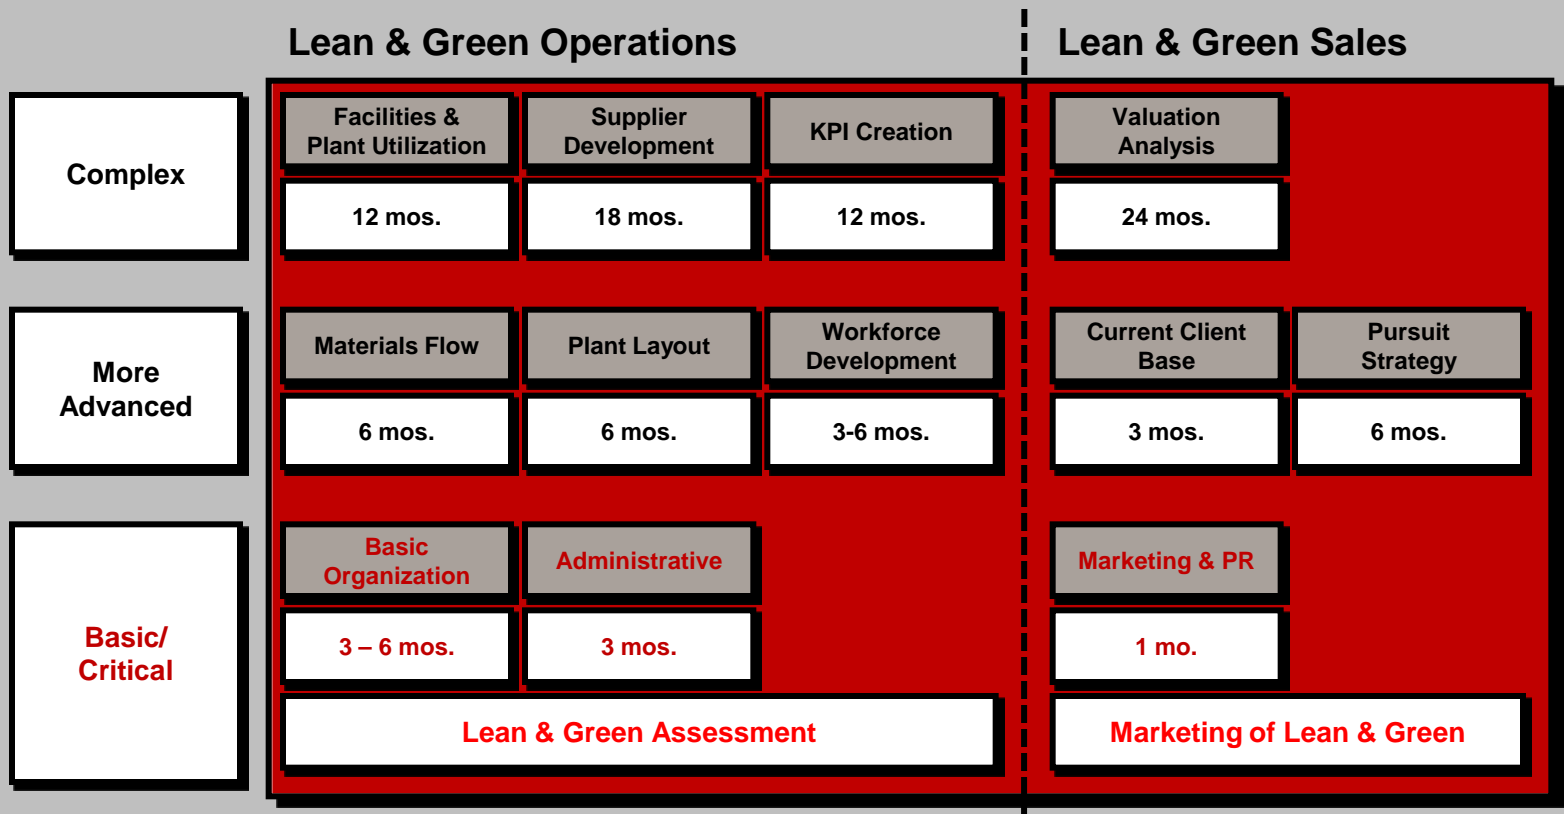 Lean & Green Operations
Lean & Green Sales
Complex
Facilities &
Plant Utilization
12 mos.
Supplier
Development
18 mos.
KPI Creation
12 mos.
Valuation
Analysis
24 mos.
More
Advanced
Materials Flow
6 mos.
Plant Layout
6 mos.
Workforce
Development
3-6 mos.
Current Client
Base
3 mos.
Pursuit
Strategy
6 mos.
Basic/
Critical
Basic
Organization
3 – 6 mos.
Administrative
3 mos.
Marketing & PR
1 mo.
Lean & Green Assessment
Marketing of Lean & Green